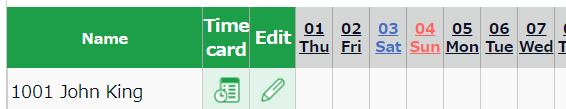 Name Time card Edit 01 Thu 02 Fri 03 Sat 04 Sun 05 Mon 06 Tue 07 Wed
1001 John King